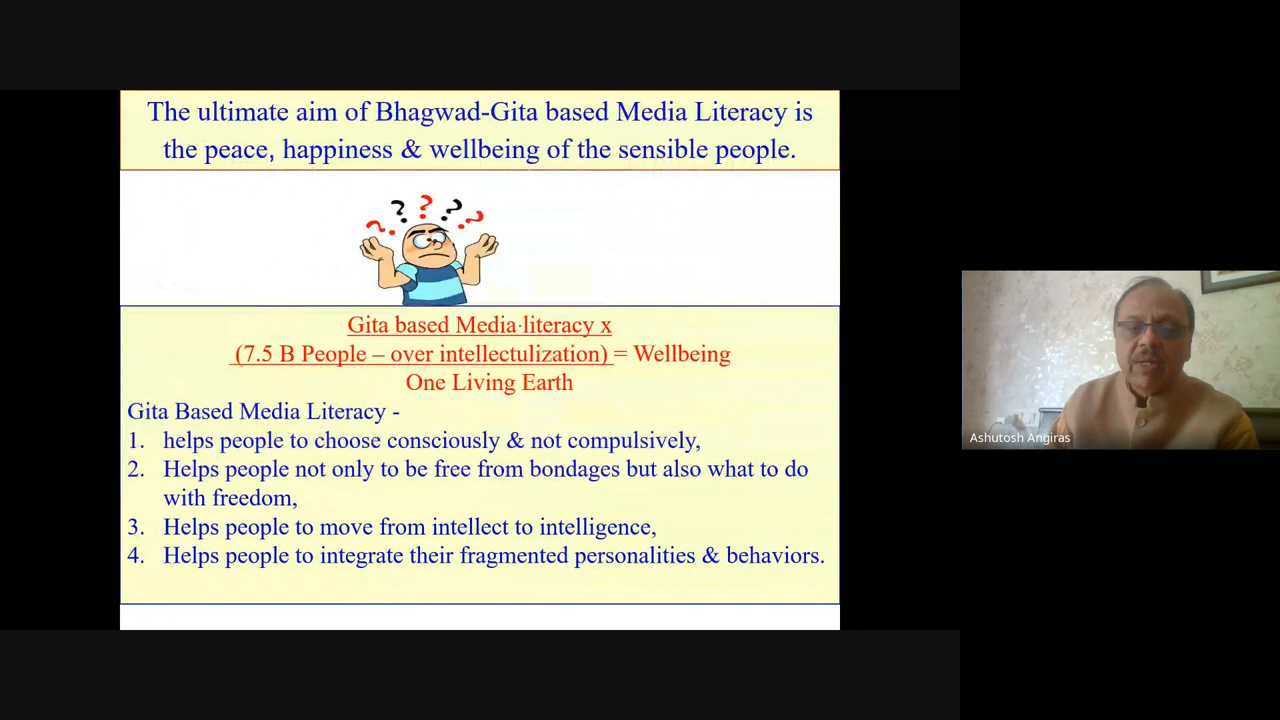 The ultimate aim of Bhagwad-Gita based Media Literacy is
the peace, happiness & wellbeing of the sensible people.
? ? ? ? ?
Gita based Media·literacy x
(7.5 B People – over intellectulization) = Wellbeing
One Living Earth
Gita Based Media Literacy -
1. helps people to choose consciously & not compulsively,
2. Helps people not only to be free from bondages but also what to do
with freedom,
3. Helps people to move from intellect to intelligence,
4. Helps people to integrate their fragmented personalities & behaviors.
Ashutosh Angiras